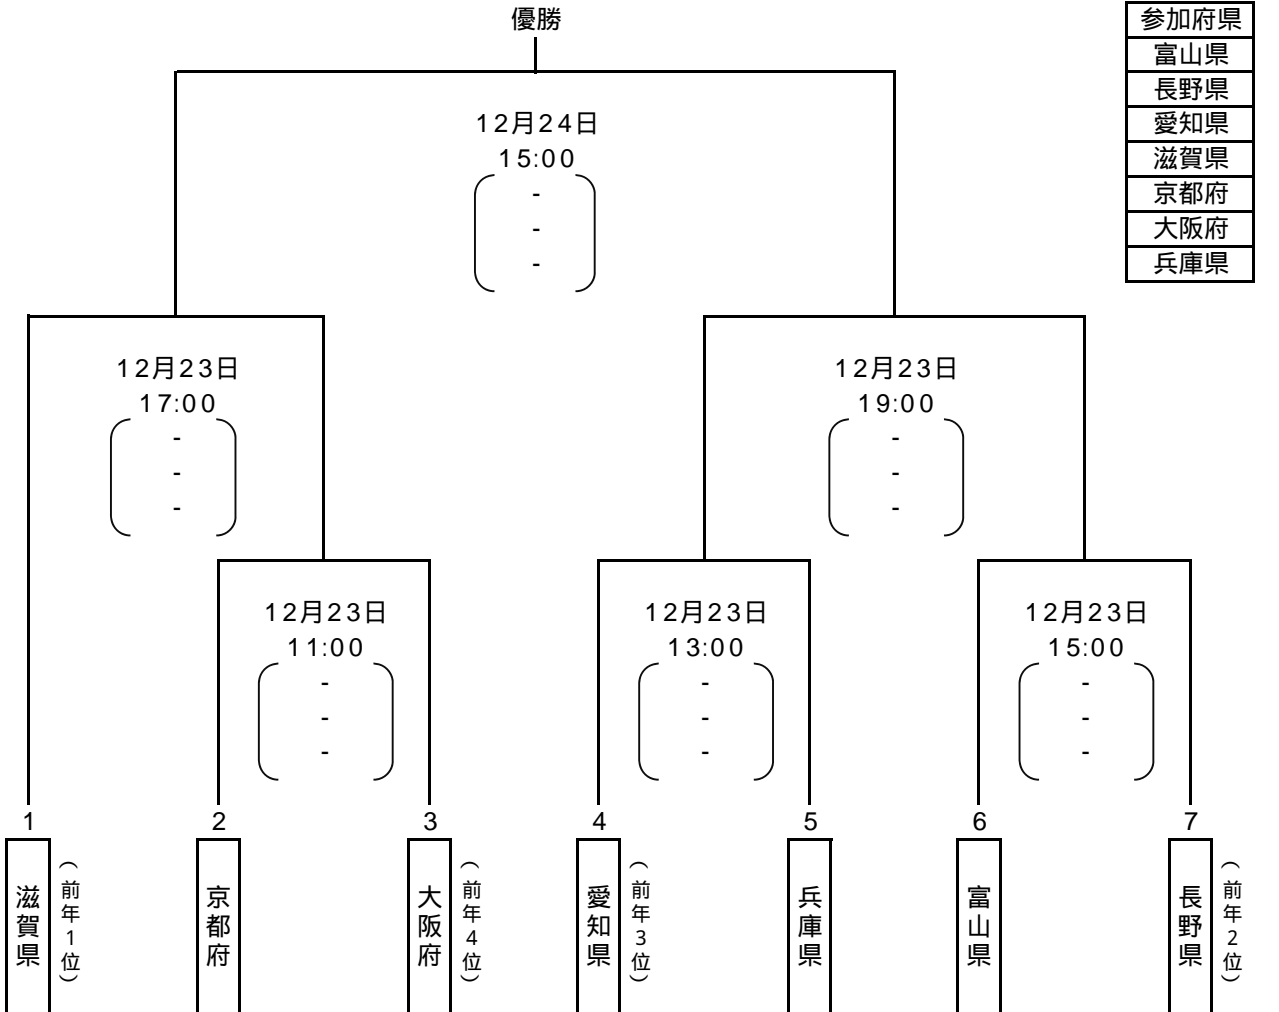 優勝
参加府県
富山県
長野県
愛知県
滋賀県
京都府
大阪府
兵庫県
12月24日
15:00
-
-
-
12月23日
17:00
-
-
-
12月23日
19:00
-
-
-
12月23日
11:00
-
-
-
12月23日
13:00
-
-
-
12月23日
15:00
-
-
-
1
2
3
4
5
6
7
滋賀県
(前年1位)
京都府
大阪府
(前年4位)
愛知県
(前年3位)
兵庫県
富山県
長野県
(前年2位)